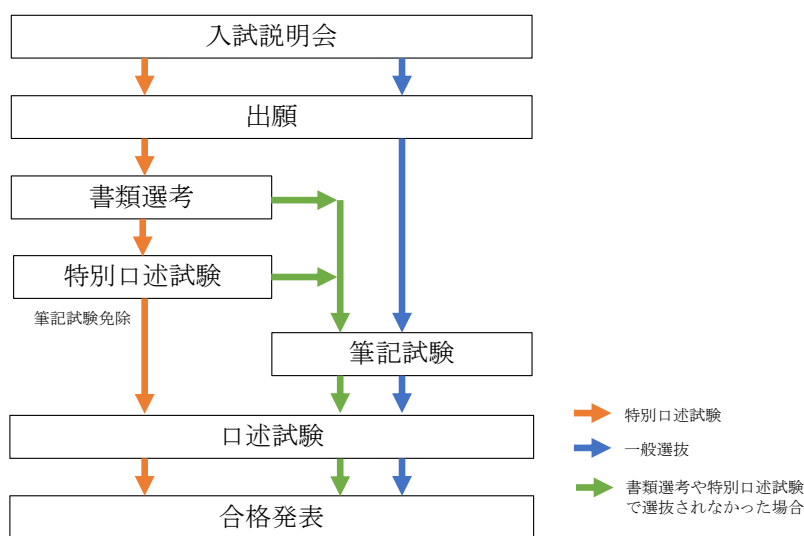 入試説明会
出願
書類選考
特別口述試験
筆記試験免除
筆記試験
口述試験
合格発表
特別口述試験
一般選抜
書類選考や特別口述試験
で選抜されなかった場合